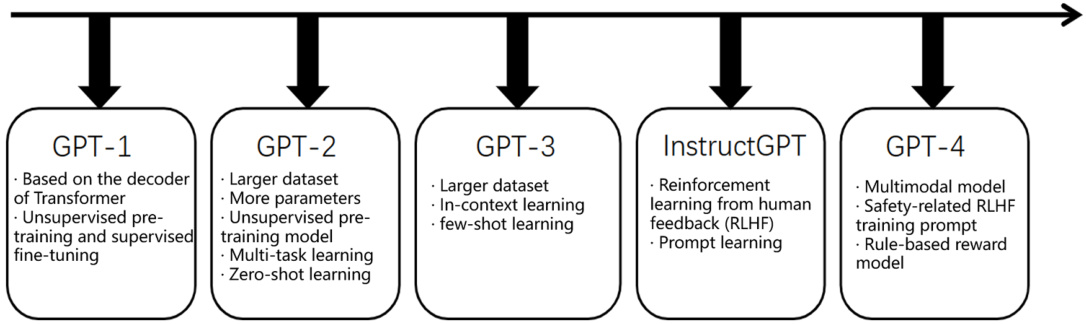 GPT-1
· Based on the decoder
of Transformer
· Unsupervised pre-
training and supervised
fine-tuning
GPT-2
· Larger dataset
· More parameters
· Unsupervised pre-
training model
· Multi-task learning
· Zero-shot learning
GPT-3
· Larger dataset
· In-context learning
· few-shot learning
InstructGPT
· Reinforcement
learning from human
feedback (RLHF)
· Prompt learning
GPT-4
· Multimodal model
· Safety-related RLHF
training prompt
· Rule-based reward
model